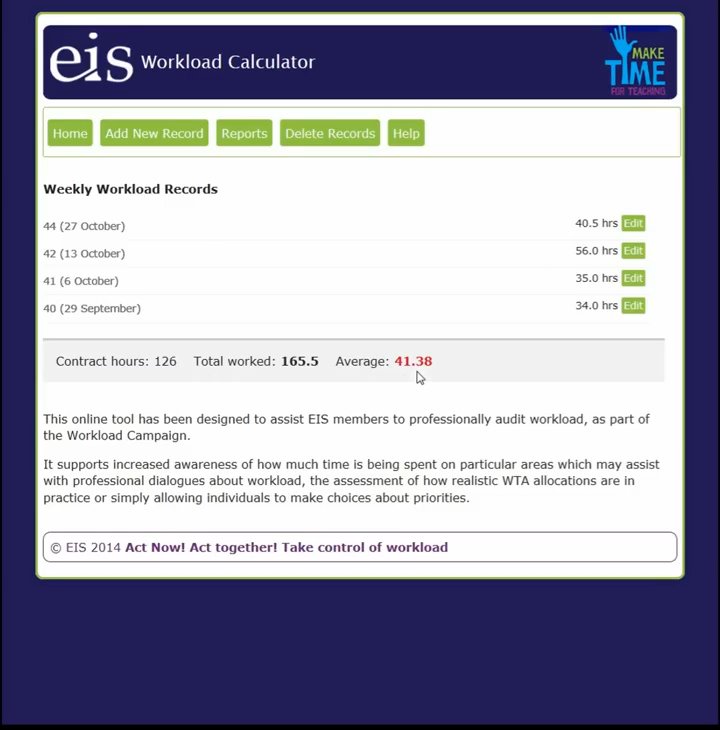 eis Workload Calculator
MAKE
TIME
FOR TEACHING
Home Add New Record Reports Delete Records Help
Weekly Workload Records
44 (27 October) 40.5 hrs Edit
42 (13 October) 56.0 hrs Edit
41 (6 October) 35.0 hrs Edit
40 (29 September) 34.0 hrs Edit
Contract hours: 126 Total worked: 165.5 Average: 41.38
This online tool has been designed to assist EIS members to professionally audit workload, as part of
the Workload Campaign.
It supports increased awareness of how much time is being spent on particular areas which may assist
with professional dialogues about workload, the assessment of how realistic WTA allocations are in
practice or simply allowing individuals to make choices about priorities.
© EIS 2014 Act Now! Act together! Take control of workload